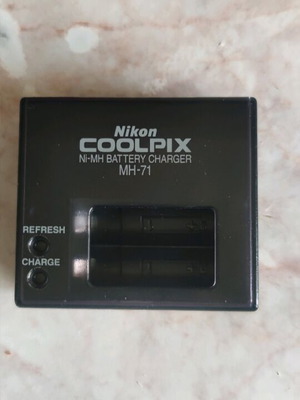 Nikon
COOLPIX
Ni-MH BATTERY CHARGER
MH-71
REFRESH
CHARGE